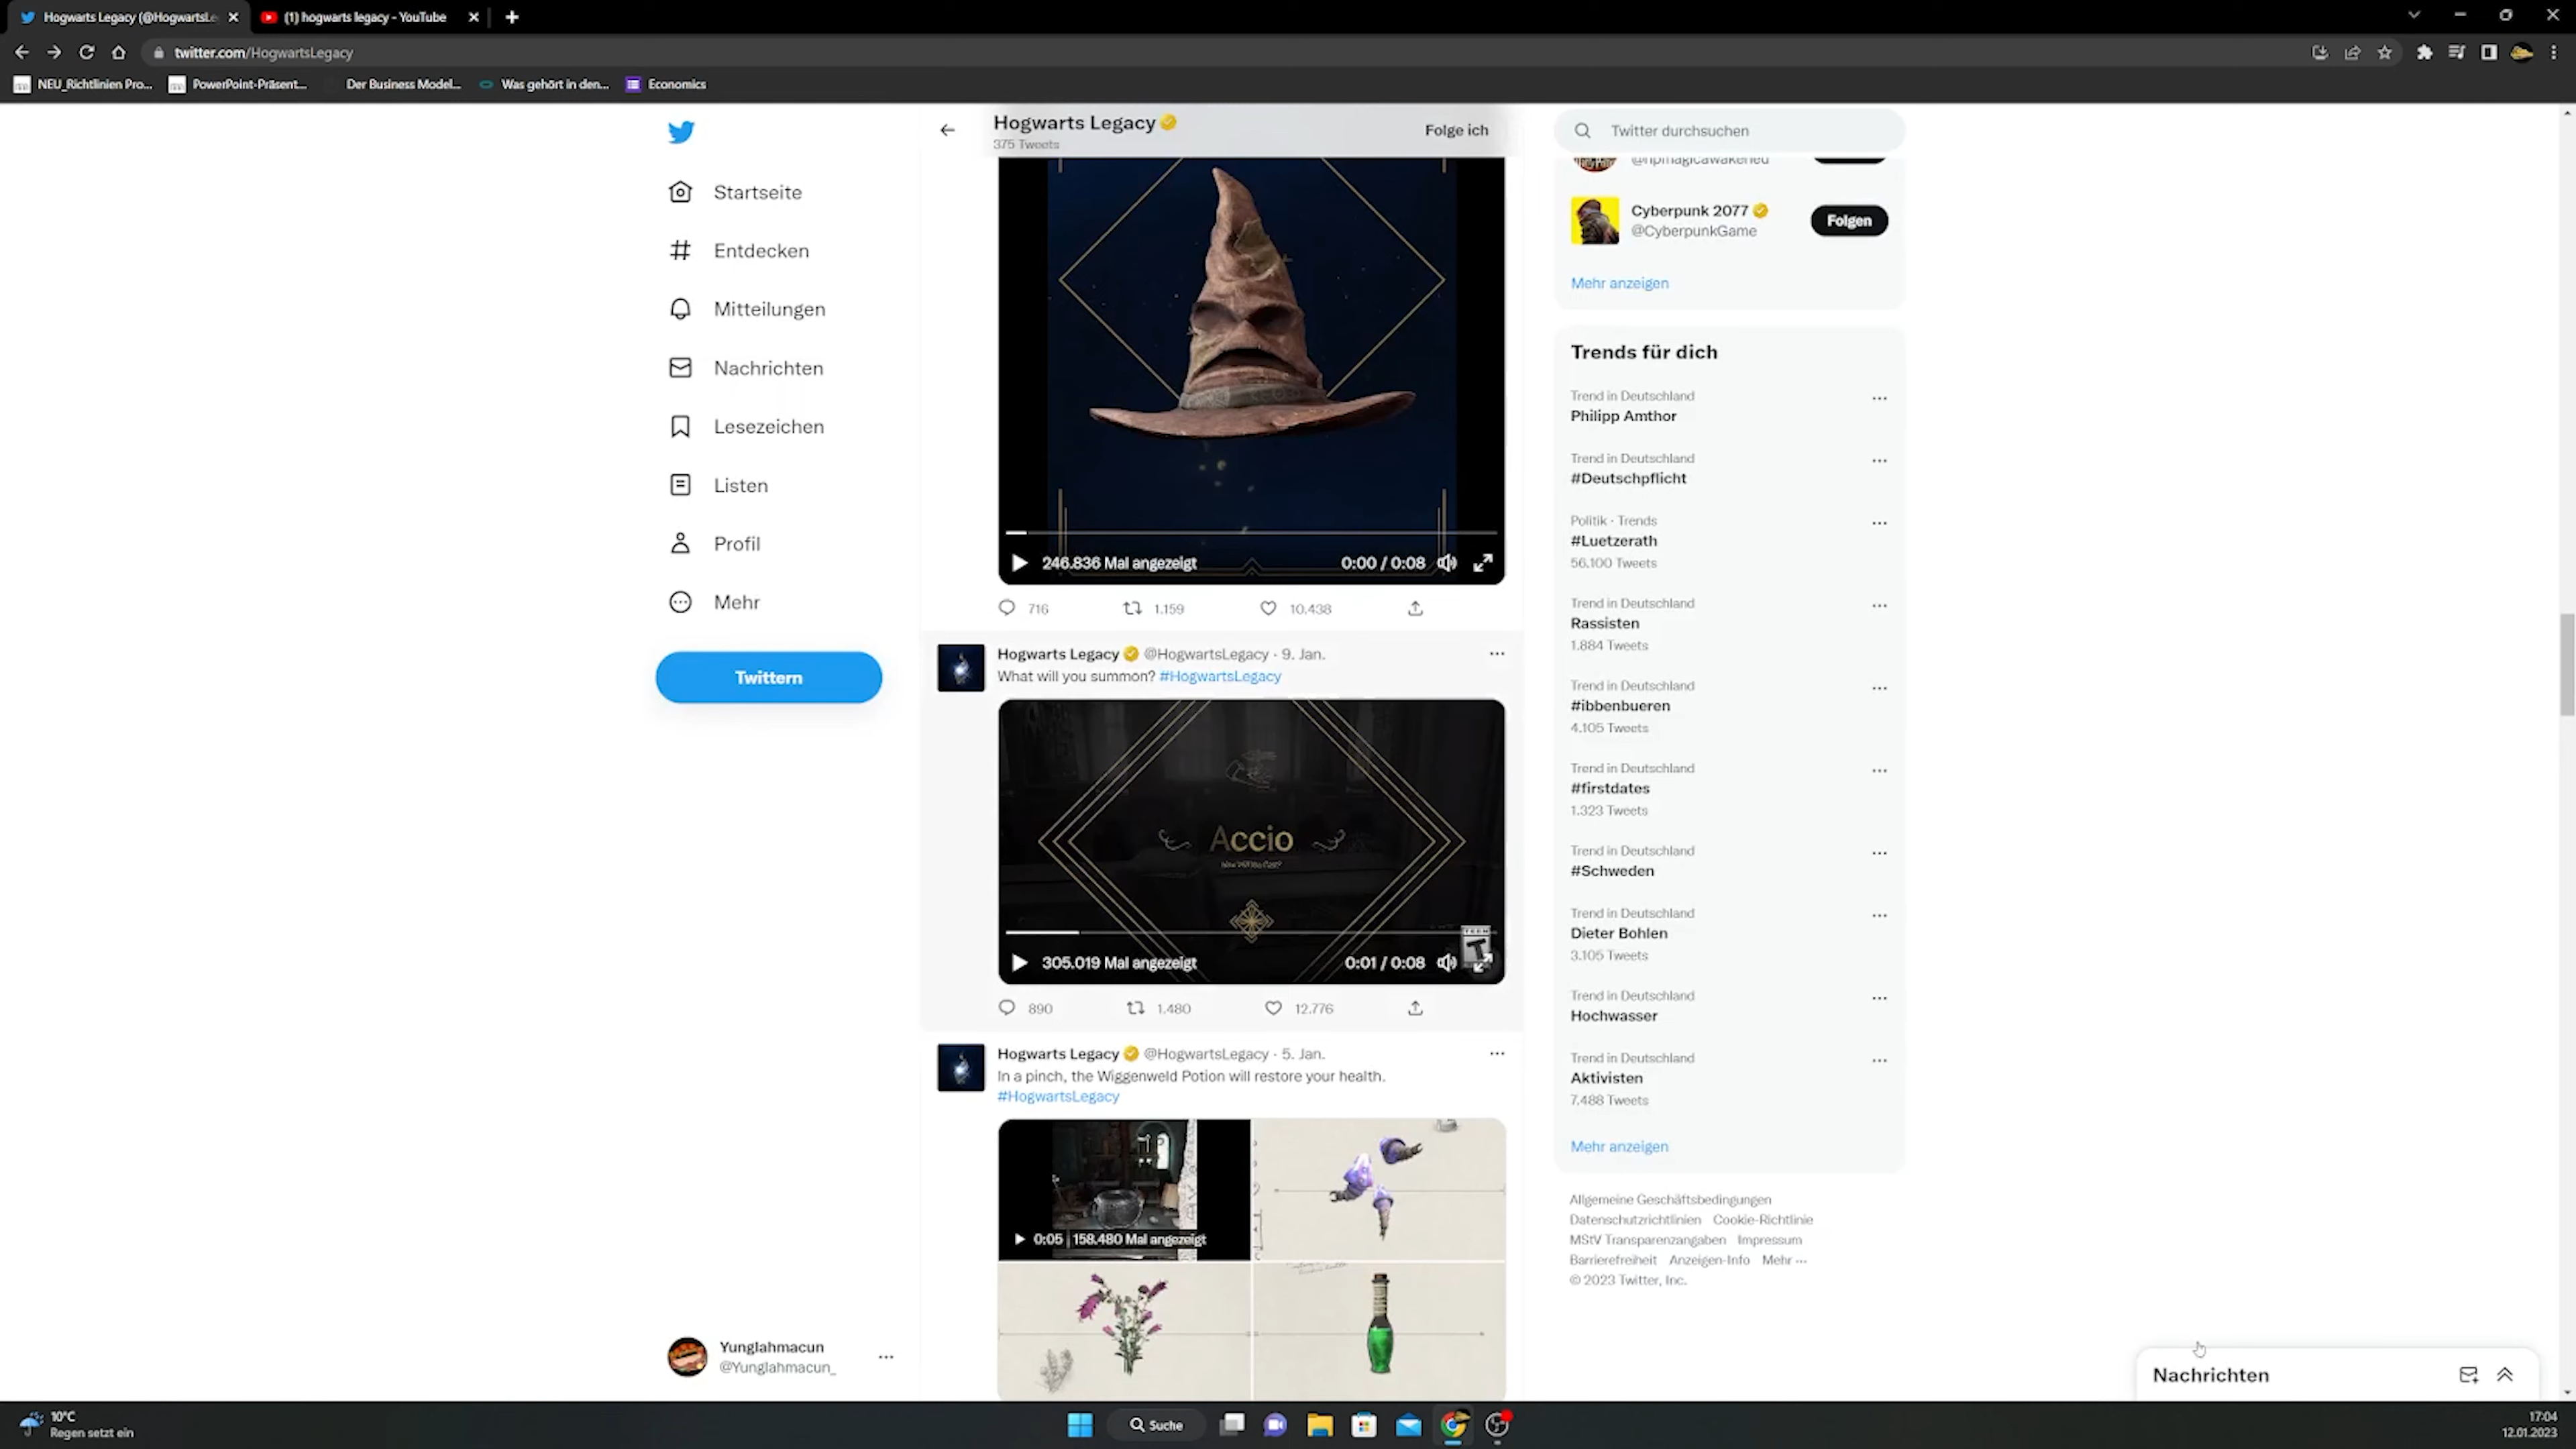 Hogwarts Legacy (@HogwartsLe
(1) hogwarts legacy - YouTube
twitter.com/HogwartsLegacy
NEU_Richtlinien Pro...
PowerPoint-Präsent...
Der Business Model...
Was gehört in den...
Economics
Startseite
Entdecken
Mitteilungen
Nachrichten
Lesezeichen
Listen
Profil
Mehr
Twittern
Yunglahmacun
@Yunglahmacun_
Hogwarts Legacy
375 Tweets
Folge ich
246.836 Mal angezeigt
0:00 / 0:08
716
1.159
10.438
Hogwarts Legacy @HogwartsLegacy · 9. Jan.
What will you summon? #HogwartsLegacy
Accio
TEEN
T
305.019 Mal angezeigt
0:01 / 0:08
890
1.480
12.776
Hogwarts Legacy @HogwartsLegacy · 5. Jan.
In a pinch, the Wiggenweld Potion will restore your health.
#HogwartsLegacy
0:05 158.480 Mal angezeigt
Twitter durchsuchen
@hpmagicawakened
Cyberpunk 2077
@CyberpunkGame
Folgen
Mehr anzeigen
Trends für dich
Trend in Deutschland
Philipp Amthor
Trend in Deutschland
#Deutschpflicht
Politik · Trends
#Luetzerath
56.100 Tweets
Trend in Deutschland
Rassisten
1.884 Tweets
Trend in Deutschland
#ibbenbueren
4.105 Tweets
Trend in Deutschland
#firstdates
1.323 Tweets
Trend in Deutschland
#Schweden
Trend in Deutschland
Dieter Bohlen
3.105 Tweets
Trend in Deutschland
Hochwasser
Trend in Deutschland
Aktivisten
7.488 Tweets
Mehr anzeigen
Allgemeine Geschäftsbedingungen
Datenschutzrichtlinien Cookie-Richtlinie
MStV Transparenzangaben Impressum
Barrierefreiheit Anzeigen-Info Mehr ···
© 2023 Twitter, Inc.
Nachrichten
10°C
Regen setzt ein
Suche
17:04
12.01.2023